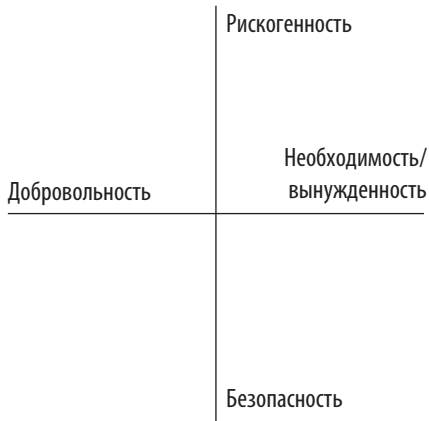 Рискогенность
Необходимость/
Добровольность
вынужденность
Безопасность